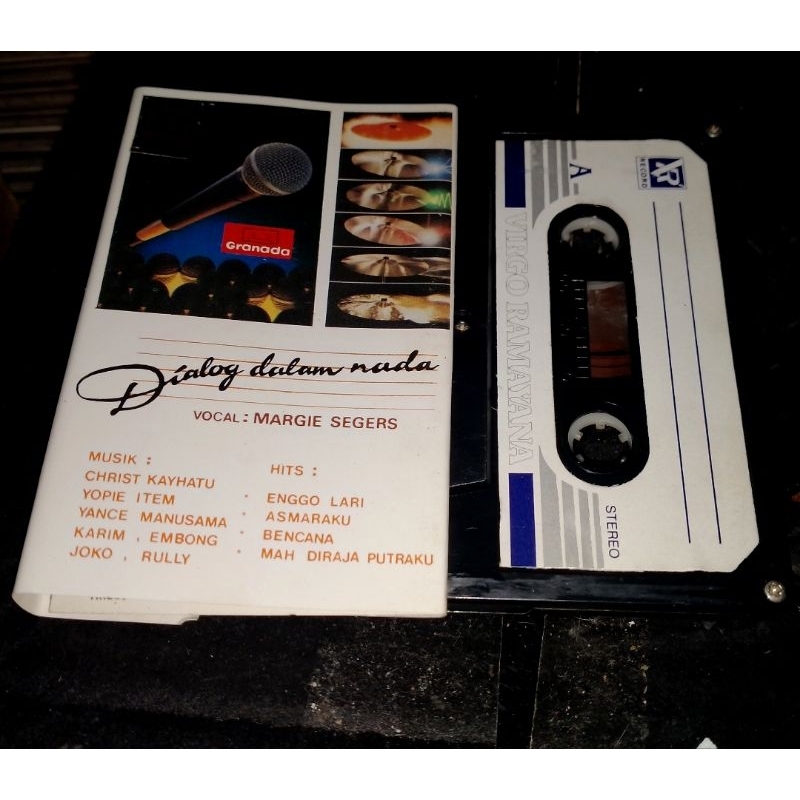 Granada
Dialog dalam nada
VOCAL : MARGIE SEGERS
MUSIK :
CHRIST KAYHATU
YOPIE ITEM
YANCE MANUSAMA
KARIM , EMBONG
JOKO , RULLY
HITS :
• ENGGO LARI
• ASMARAKU
• BENCANA
• MAH DIRAJA PUTRAKU
A
VIRGO RAMAYANA
STEREO
RECORD